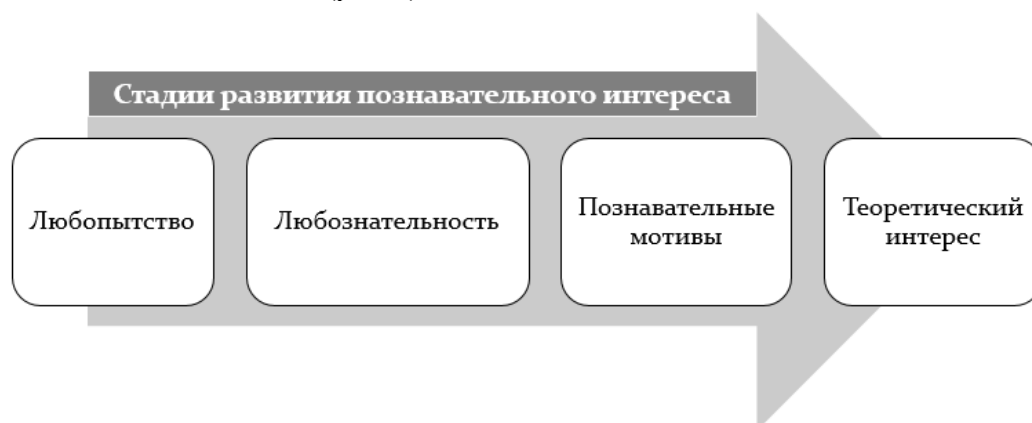 Стадии развития познавательного интереса
Любопытство
Любознательность
Познавательные
мотивы
Теоретический
интерес